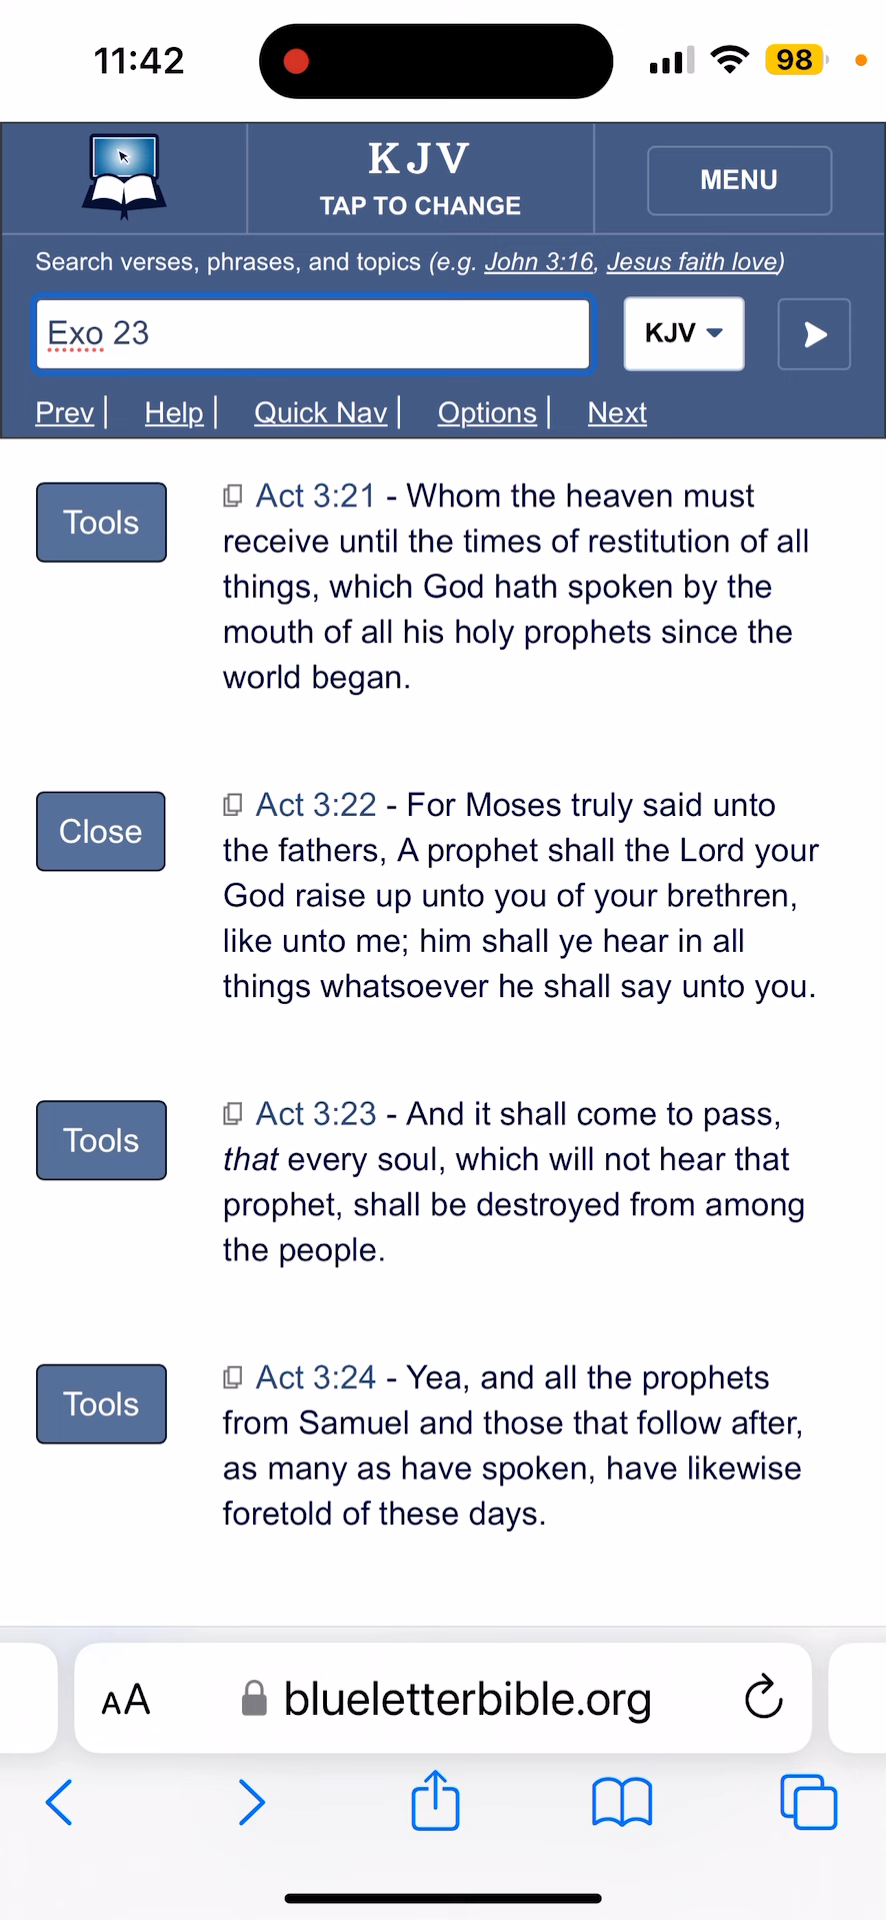 11:42
98
KJV
TAP TO CHANGE
MENU
Search verses, phrases, and topics (e.g. John 3:16, Jesus faith love)
Exo 23
KJV
Prev | Help | Quick Nav | Options | Next
Tools
Act 3:21 - Whom the heaven must
receive until the times of restitution of all
things, which God hath spoken by the
mouth of all his holy prophets since the
world began.
Close
Act 3:22 - For Moses truly said unto
the fathers, A prophet shall the Lord your
God raise up unto you of your brethren,
like unto me; him shall ye hear in all
things whatsoever he shall say unto you.
Tools
Act 3:23 - And it shall come to pass,
that every soul, which will not hear that
prophet, shall be destroyed from among
the people.
Tools
Act 3:24 - Yea, and all the prophets
from Samuel and those that follow after,
as many as have spoken, have likewise
foretold of these days.
AA blueletterbible.org